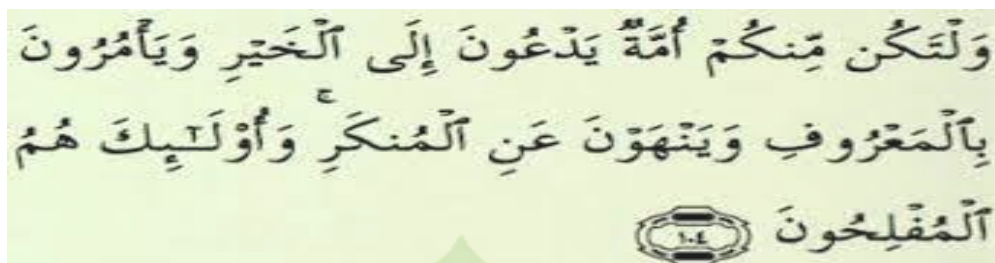 وَلْتَكُن مِّنكُمْ أُمَّةٌ يَدْعُونَ إِلَى ٱلْخَيْرِ وَيَأْمُرُونَ
بِٱلْمَعْرُوفِ وَيَنْهَوْنَ عَنِ ٱلْمُنكَرِ ۚ وَأُوْلَـٰٓئِكَ هُمُ
ٱلْمُفْلِحُونَ ١٠٤